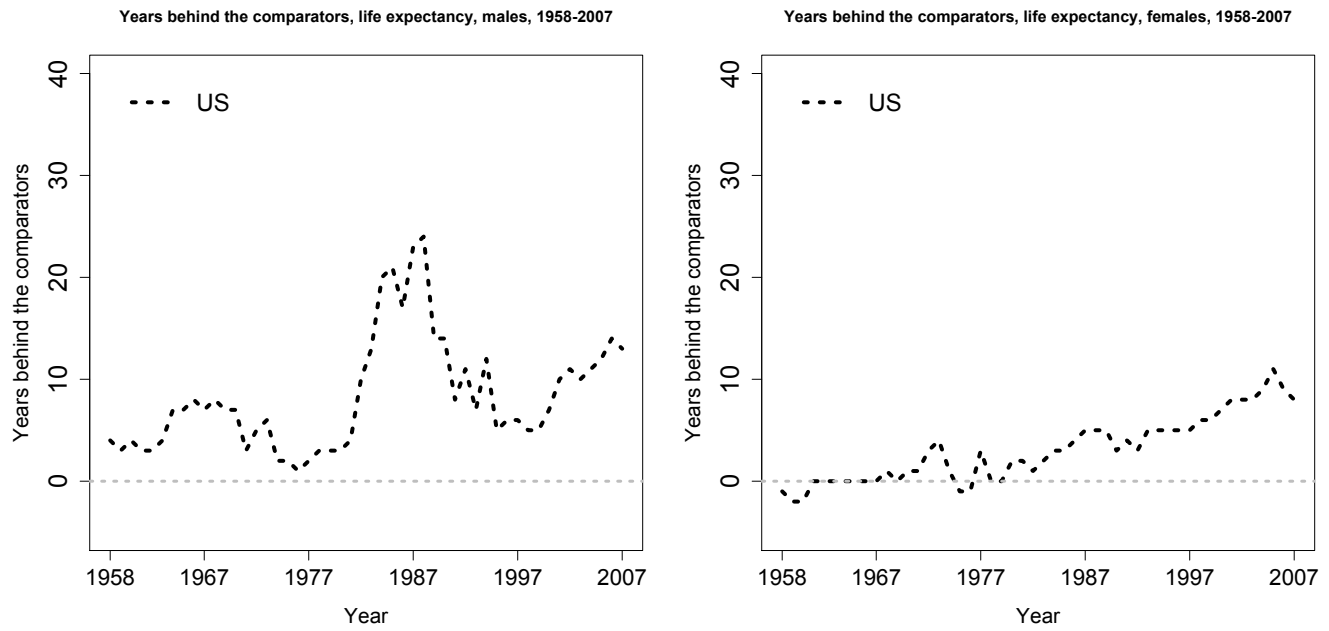 Years behind the comparators, life expectancy, males, 1958-2007
40
30
20
10
0
Years behind the comparators
US
1958 1967 1977 1987 1997 2007
Year
Years behind the comparators, life expectancy, females, 1958-2007
40
30
20
10
0
Years behind the comparators
US
1958 1967 1977 1987 1997 2007
Year